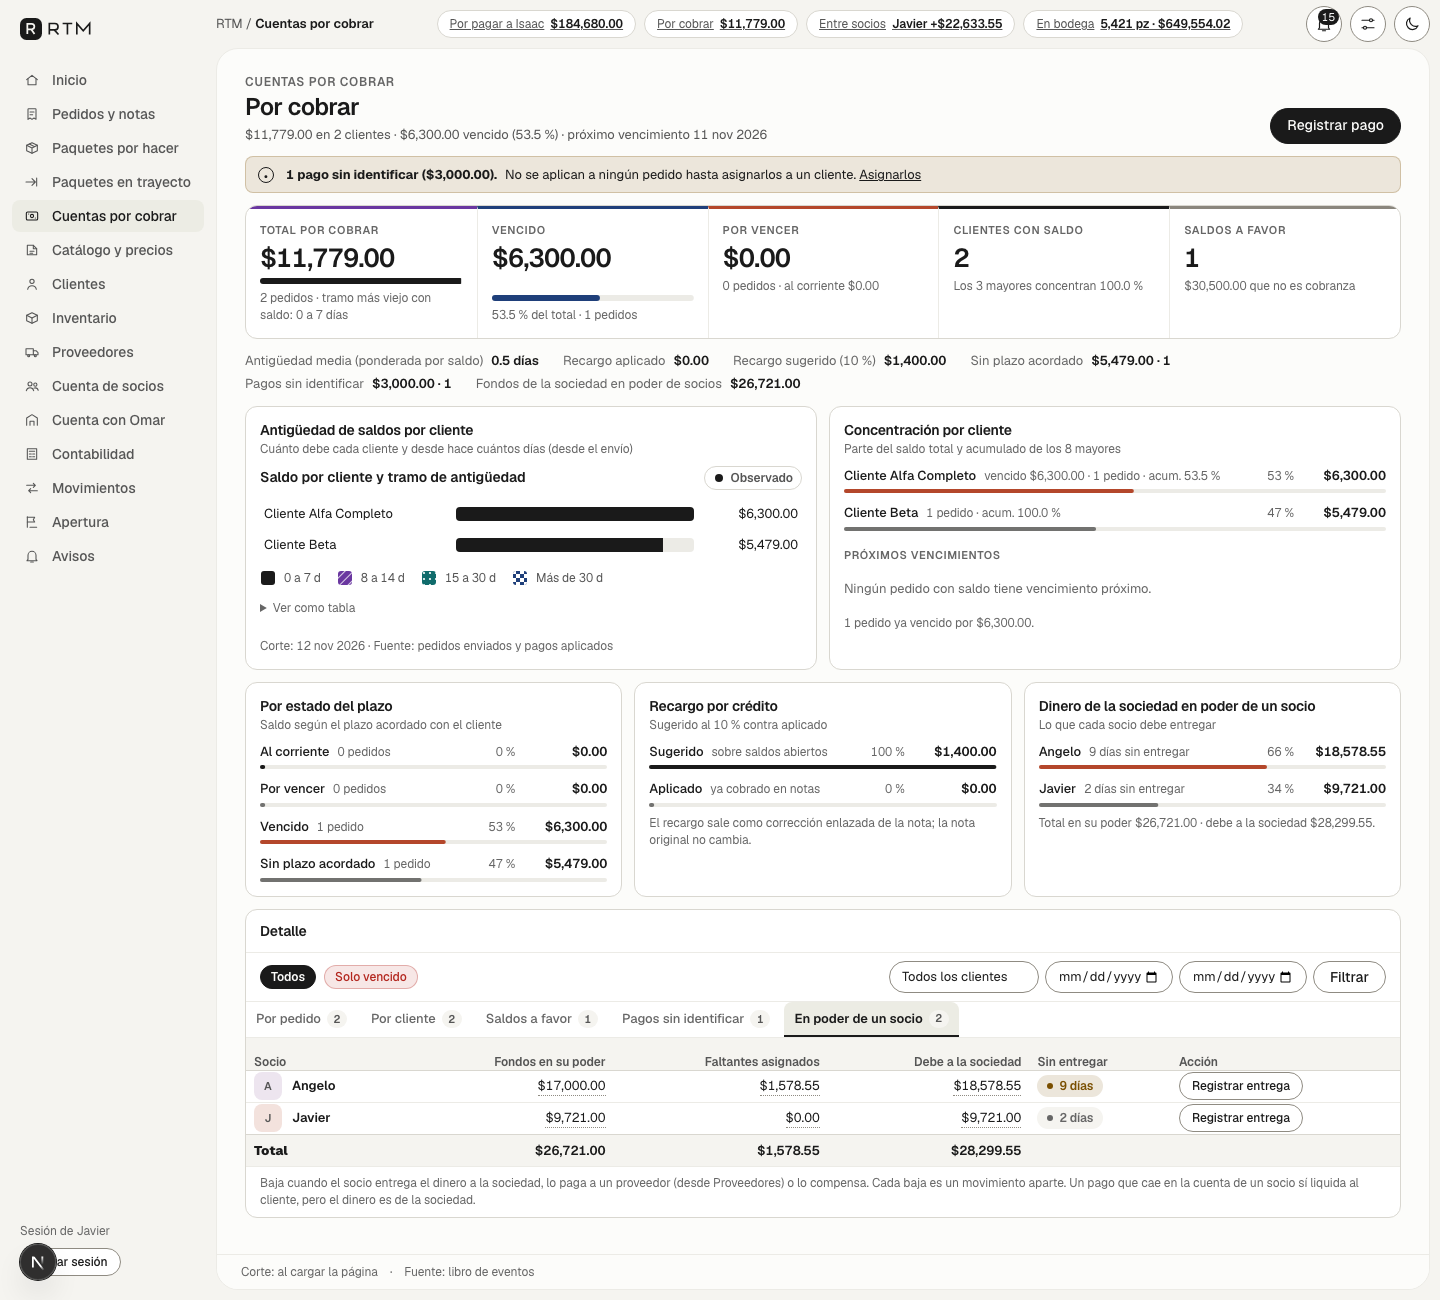 R RTM
RTM / Cuentas por cobrar
Por pagar a Isaac $184,680.00
Por cobrar $11,779.00
Entre socios Javier +$22,633.55
En bodega 5,421 pz · $649,554.02
15
Inicio
Pedidos y notas
Paquetes por hacer
Paquetes en trayecto
Cuentas por cobrar
Catálogo y precios
Clientes
Inventario
Proveedores
Cuenta de socios
Cuenta con Omar
Contabilidad
Movimientos
Apertura
Avisos
Sesión de Javier
N
ar sesión
CUENTAS POR COBRAR
Por cobrar
$11,779.00 en 2 clientes · $6,300.00 vencido (53.5 %) · próximo vencimiento 11 nov 2026
Registrar pago
1 pago sin identificar ($3,000.00). No se aplican a ningún pedido hasta asignarlos a un cliente. Asignarlos
TOTAL POR COBRAR
$11,779.00
2 pedidos · tramo más viejo con
saldo: 0 a 7 días
VENCIDO
$6,300.00
53.5 % del total · 1 pedidos
POR VENCER
$0.00
0 pedidos · al corriente $0.00
CLIENTES CON SALDO
2
Los 3 mayores concentran 100.0 %
SALDOS A FAVOR
1
$30,500.00 que no es cobranza
Antigüedad media (ponderada por saldo) 0.5 días Recargo aplicado $0.00 Recargo sugerido (10 %) $1,400.00 Sin plazo acordado $5,479.00 · 1
Pagos sin identificar $3,000.00 · 1 Fondos de la sociedad en poder de socios $26,721.00
Antigüedad de saldos por cliente
Cuánto debe cada cliente y desde hace cuántos días (desde el envío)
Saldo por cliente y tramo de antigüedad
Observado
Cliente Alfa Completo $6,300.00
Cliente Beta $5,479.00
0 a 7 d 8 a 14 d 15 a 30 d Más de 30 d
Ver como tabla
Corte: 12 nov 2026 · Fuente: pedidos enviados y pagos aplicados
Concentración por cliente
Parte del saldo total y acumulado de los 8 mayores
Cliente Alfa Completo vencido $6,300.00 · 1 pedido · acum. 53.5 % 53 % $6,300.00
Cliente Beta 1 pedido · acum. 100.0 % 47 % $5,479.00
PRÓXIMOS VENCIMIENTOS
Ningún pedido con saldo tiene vencimiento próximo.
1 pedido ya vencido por $6,300.00.
Por estado del plazo
Saldo según el plazo acordado con el cliente
Al corriente 0 pedidos 0 % $0.00
Por vencer 0 pedidos 0 % $0.00
Vencido 1 pedido 53 % $6,300.00
Sin plazo acordado 1 pedido 47 % $5,479.00
Recargo por crédito
Sugerido al 10 % contra aplicado
Sugerido sobre saldos abiertos 100 % $1,400.00
Aplicado ya cobrado en notas 0 % $0.00
El recargo sale como corrección enlazada de la nota; la nota
original no cambia.
Dinero de la sociedad en poder de un socio
Lo que cada socio debe entregar
Angelo 9 días sin entregar 66 % $18,578.55
Javier 2 días sin entregar 34 % $9,721.00
Total en su poder $26,721.00 · debe a la sociedad $28,299.55.
Detalle
Todos Solo vencido
Todos los clientes mm/dd/yyyy mm/dd/yyyy Filtrar
Por pedido 2 Por cliente 2 Saldos a favor 1 Pagos sin identificar 1 En poder de un socio 2
Socio Fondos en su poder Faltantes asignados Debe a la sociedad Sin entregar Acción
A Angelo $17,000.00 $1,578.55 $18,578.55 9 días Registrar entrega
J Javier $9,721.00 $0.00 $9,721.00 2 días Registrar entrega
Total $26,721.00 $1,578.55 $28,299.55
Baja cuando el socio entrega el dinero a la sociedad, lo paga a un proveedor (desde Proveedores) o lo compensa. Cada baja es un movimiento aparte. Un pago que cae en la cuenta de un socio sí liquida al
cliente, pero el dinero es de la sociedad.
Corte: al cargar la página · Fuente: libro de eventos